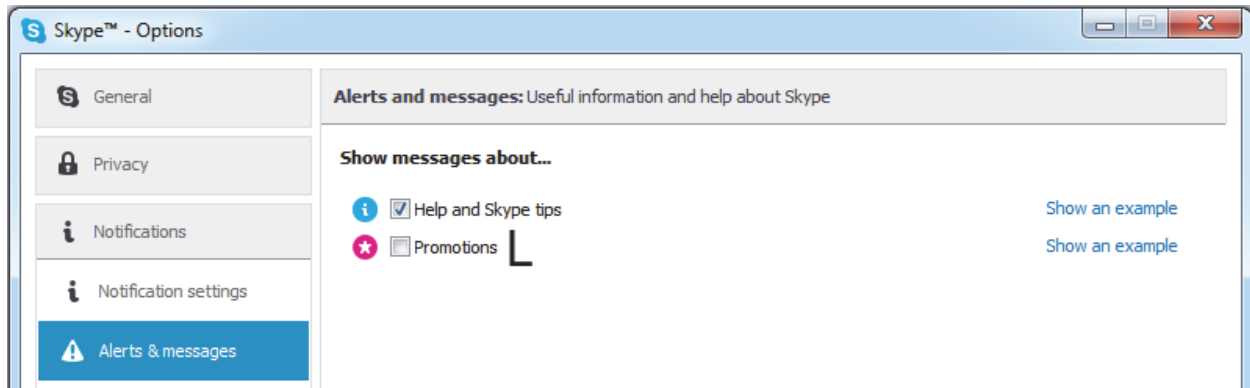 Skype™ - Options
General
Alerts and messages: Useful information and help about Skype
Privacy
Show messages about...
Help and Skype tips
Show an example
Notifications
Promotions L
Show an example
Notification settings
Alerts & messages